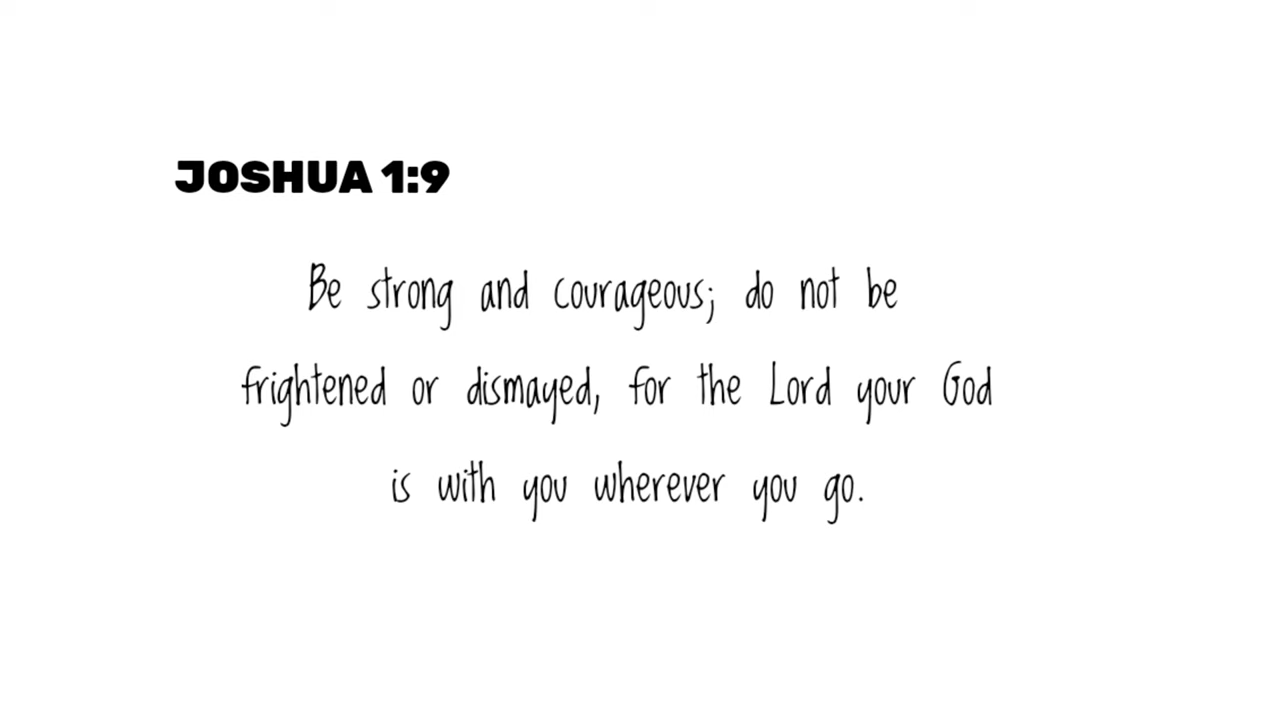 JOSHUA 1:9
Be strong and courageous; do not be
frightened or dismayed, for the Lord your God
is with you wherever you go.